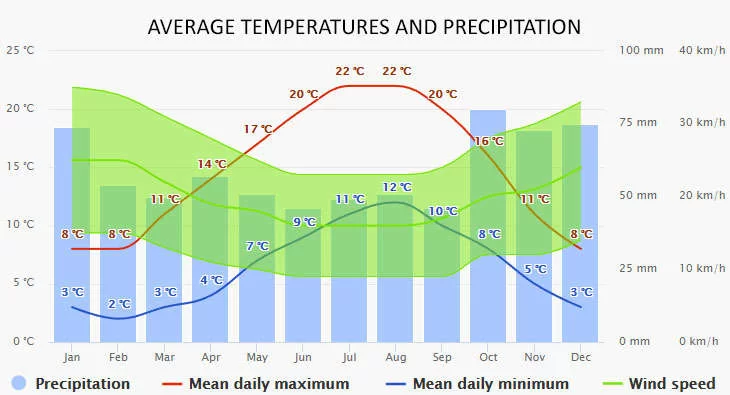 AVERAGE TEMPERATURES AND PRECIPITATION
25 °C 100 mm 40 km/h
22 °C 22 °C
20 °C 20 °C
20 °C 75 mm 30 km/h
17 °C
16 °C
14 °C
15 °C 50 mm 20 km/h
12 °C
11 °C 11 °C 11 °C
10 °C
10 °C 25 mm 10 km/h
9 °C
8 °C 8 °C 8 °C 8 °C
7 °C
5 °C
5 °C
4 °C
3 °C 2 °C 3 °C 3 °C
0 °C 0 mm 0 km/h
Jan Feb Mar Apr May Jun Jul Aug Sep Oct Nov Dec
Precipitation Mean daily maximum Mean daily minimum Wind speed